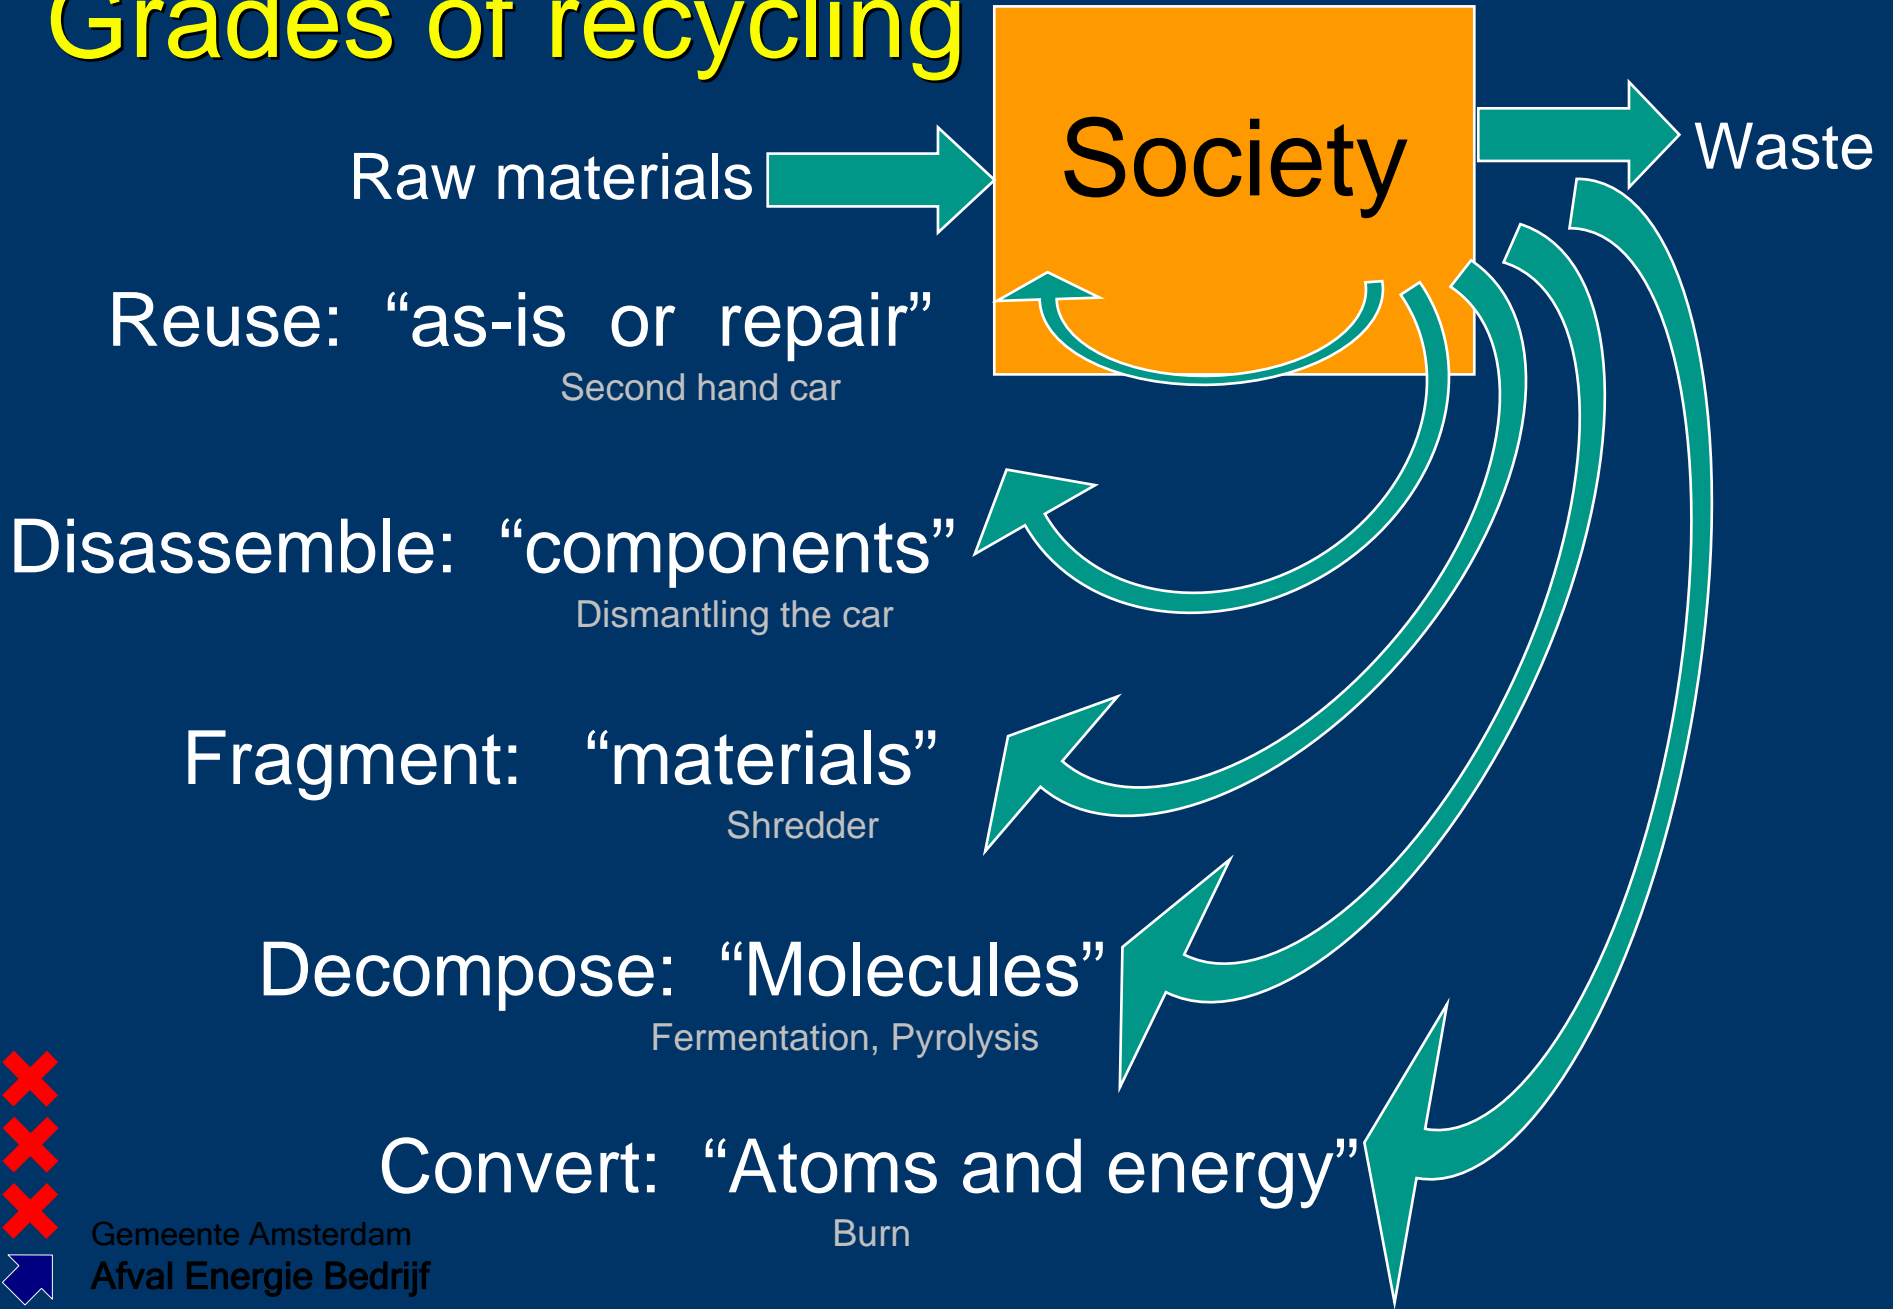 Grades of recycling
Society
Raw materials
Waste
Reuse: “as-is or repair”
Second hand car
Disassemble: “components”
Dismantling the car
Fragment: “materials”
Shredder
Decompose: “Molecules”
Fermentation, Pyrolysis
Convert: “Atoms and energy”
Burn
Gemeente Amsterdam
Afval Energie Bedrijf